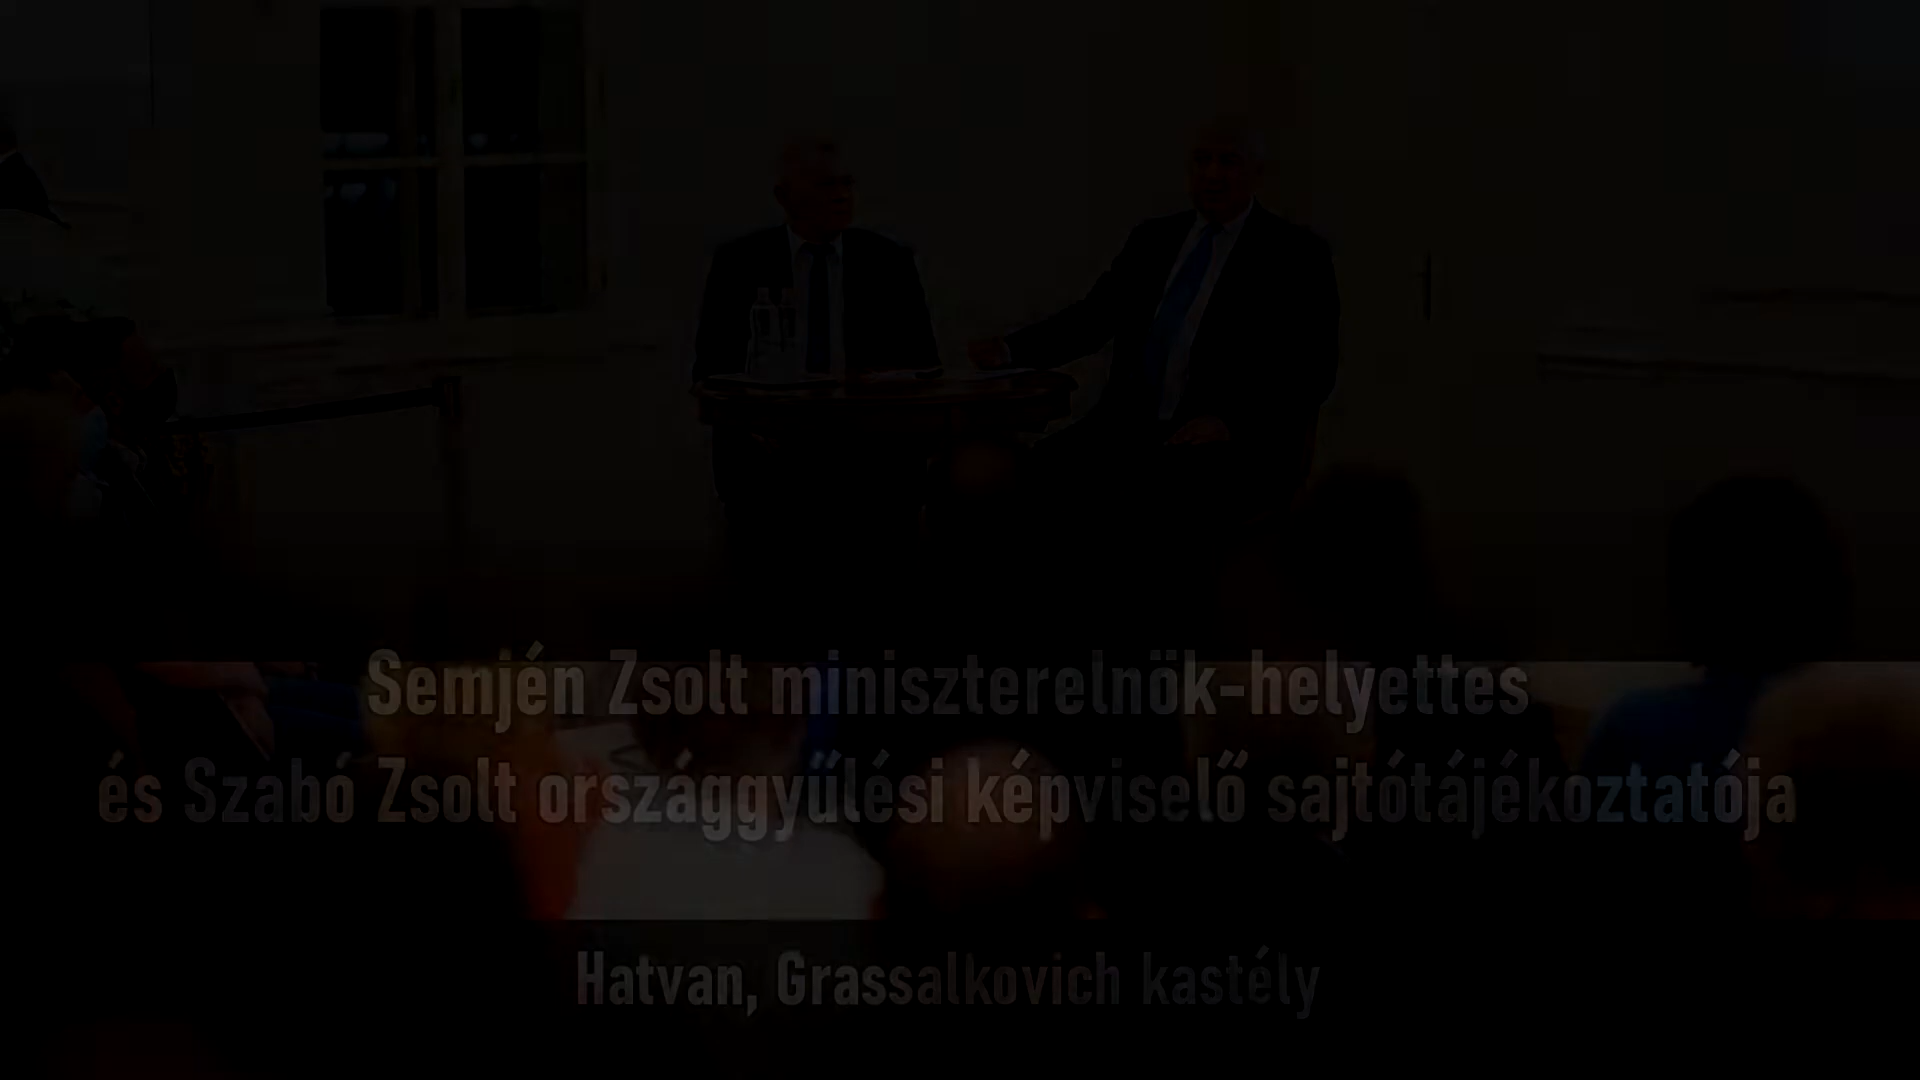 Semjén Zsolt miniszterelnök-helyettes
és Szabó Zsolt országgyűlési képviselő sajtótájékoztatója
Hatvan, Grassalkovich kastély